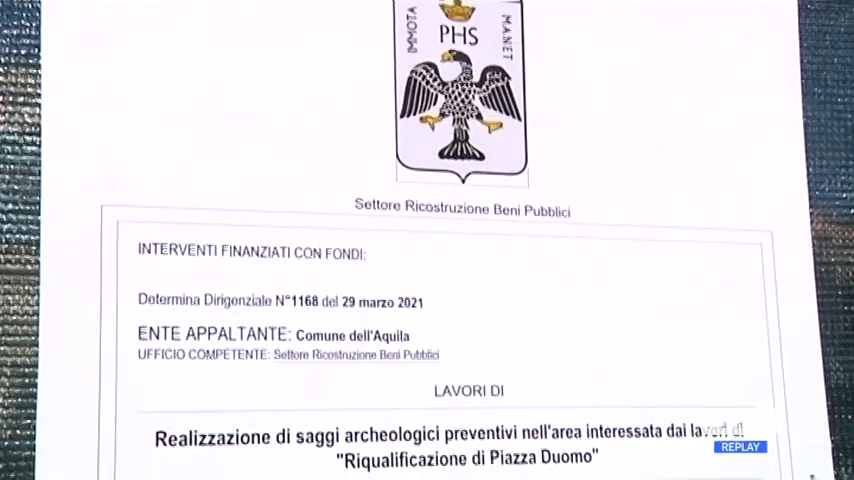 IMMOTA
PHS
MANET
Settore Ricostruzione Beni Pubblici
INTERVENTI FINANZIATI CON FONDI:
Determina Dirigenziale N°1168 del 29 marzo 2021
ENTE APPALTANTE: Comune dell'Aquila
UFFICIO COMPETENTE: Settore Ricostruzione Beni Pubblici
LAVORI DI
Realizzazione di saggi archeologici preventivi nell'area interessata dai lavori di
REPLAY
"Riqualificazione di Piazza Duomo"